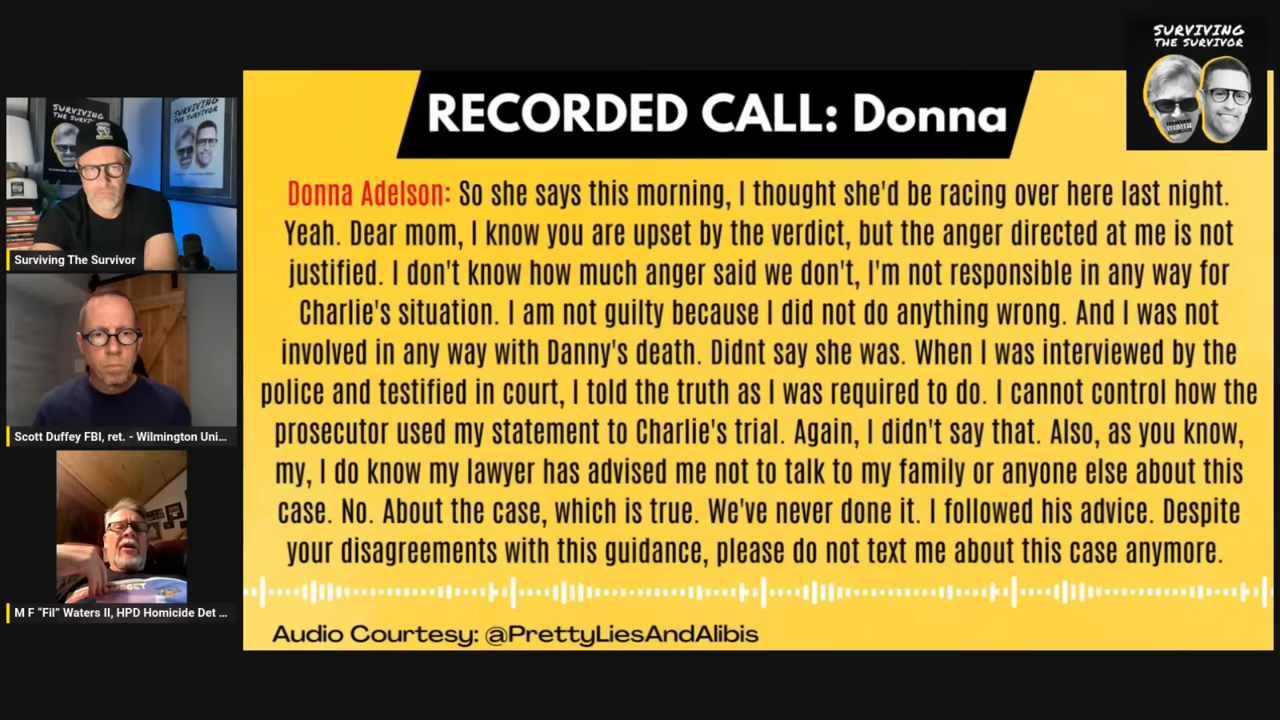 SURVIVING
THE SURVIVOR
RECORDED CALL: Donna
Donna Adelson: So she says this morning, I thought she'd be racing over here last night.
Yeah. Dear mom, I know you are upset by the verdict, but the anger directed at me is not
justified. I don't know how much anger said we don't, I'm not responsible in any way for
Charlie's situation. I am not guilty because I did not do anything wrong. And I was not
involved in any way with Danny's death. Didnt say she was. When I was interviewed by the
police and testified in court, I told the truth as I was required to do. I cannot control how the
prosecutor used my statement to Charlie's trial. Again, I didn't say that. Also, as you know,
my, I do know my lawyer has advised me not to talk to my family or anyone else about this
case. No. About the case, which is true. We've never done it. I followed his advice. Despite
your disagreements with this guidance, please do not text me about this case anymore.
Audio Courtesy: @PrettyLiesAndAlibis
SURVIVING
THE SURVIVOR
Surviving The Survivor
Scott Duffey FBI, ret. - Wilmington Uni...
M F “Fil” Waters II, HPD Homicide Det ...